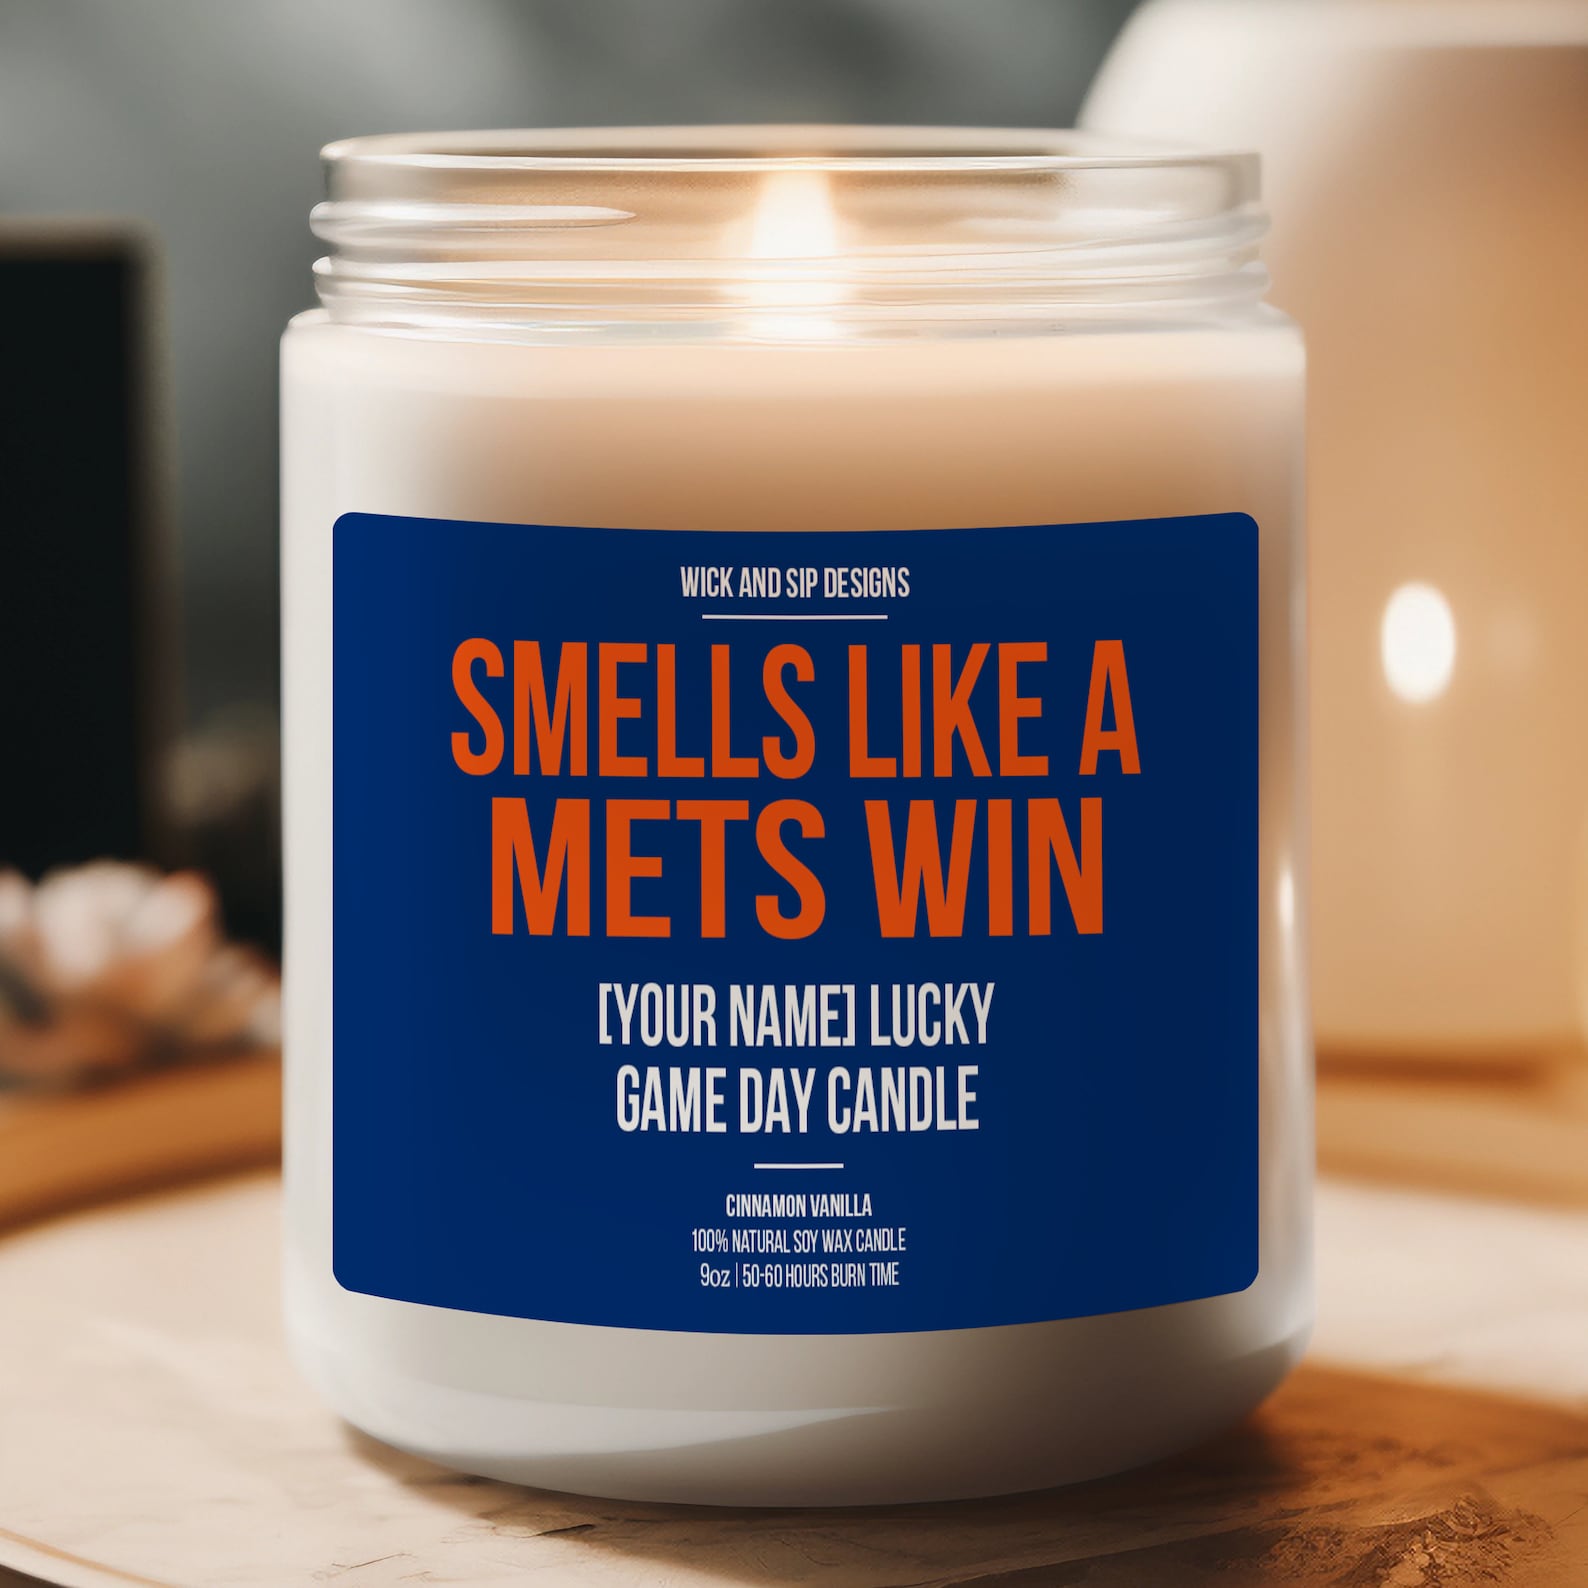 WICK AND SIP DESIGNS
SMELLS LIKE A
METS WIN
[YOUR NAME] LUCKY
GAME DAY CANDLE
CINNAMON VANILLA
100% NATURAL SOY WAX CANDLE
9oz | 50-60 HOURS BURN TIME